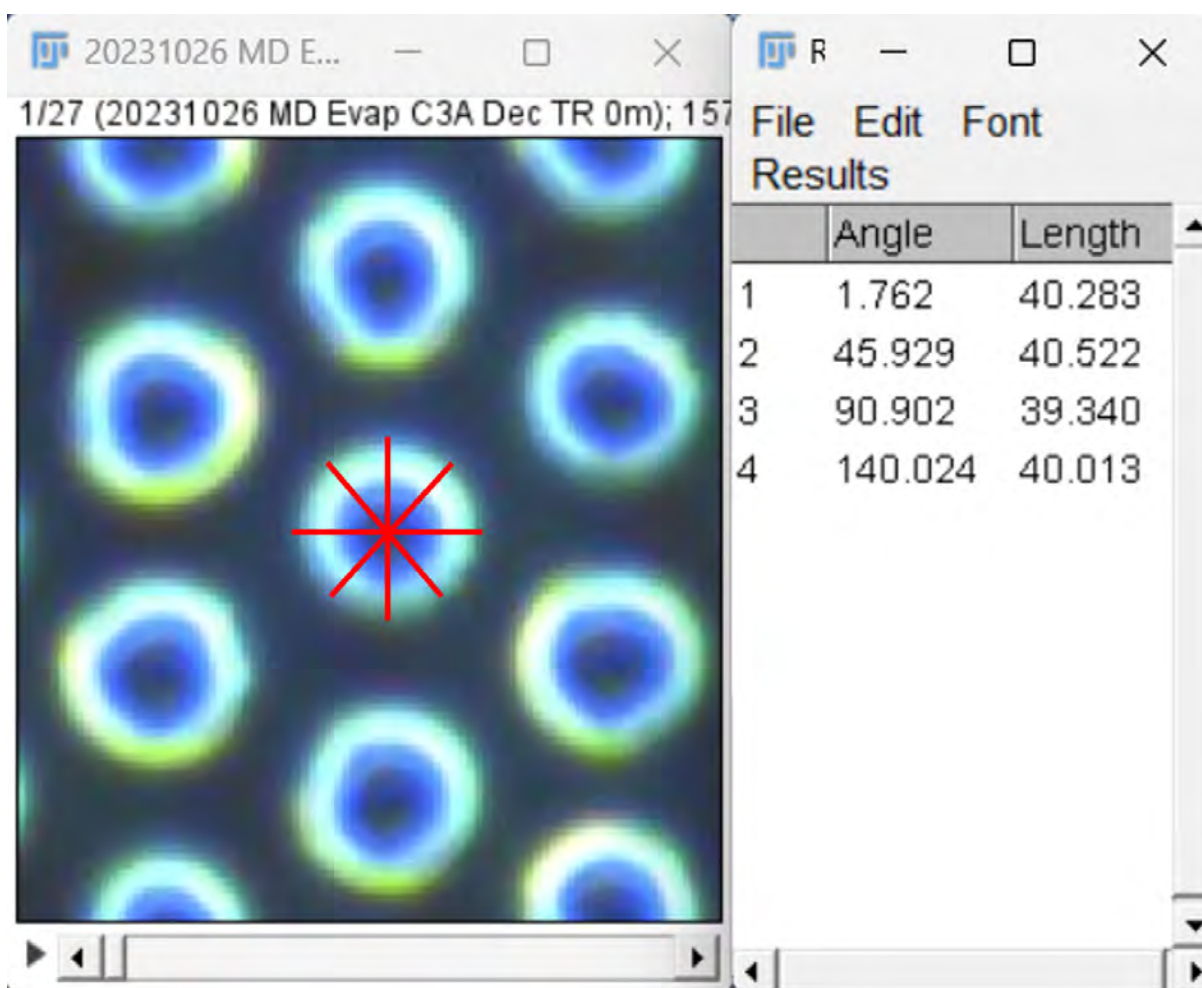 20231026 MD E...
1/27 (20231026 MD Evap C3A Dec TR 0m); 157
R
File Edit Font
Results
Angle Length
1 1.762 40.283
2 45.929 40.522
3 90.902 39.340
4 140.024 40.013